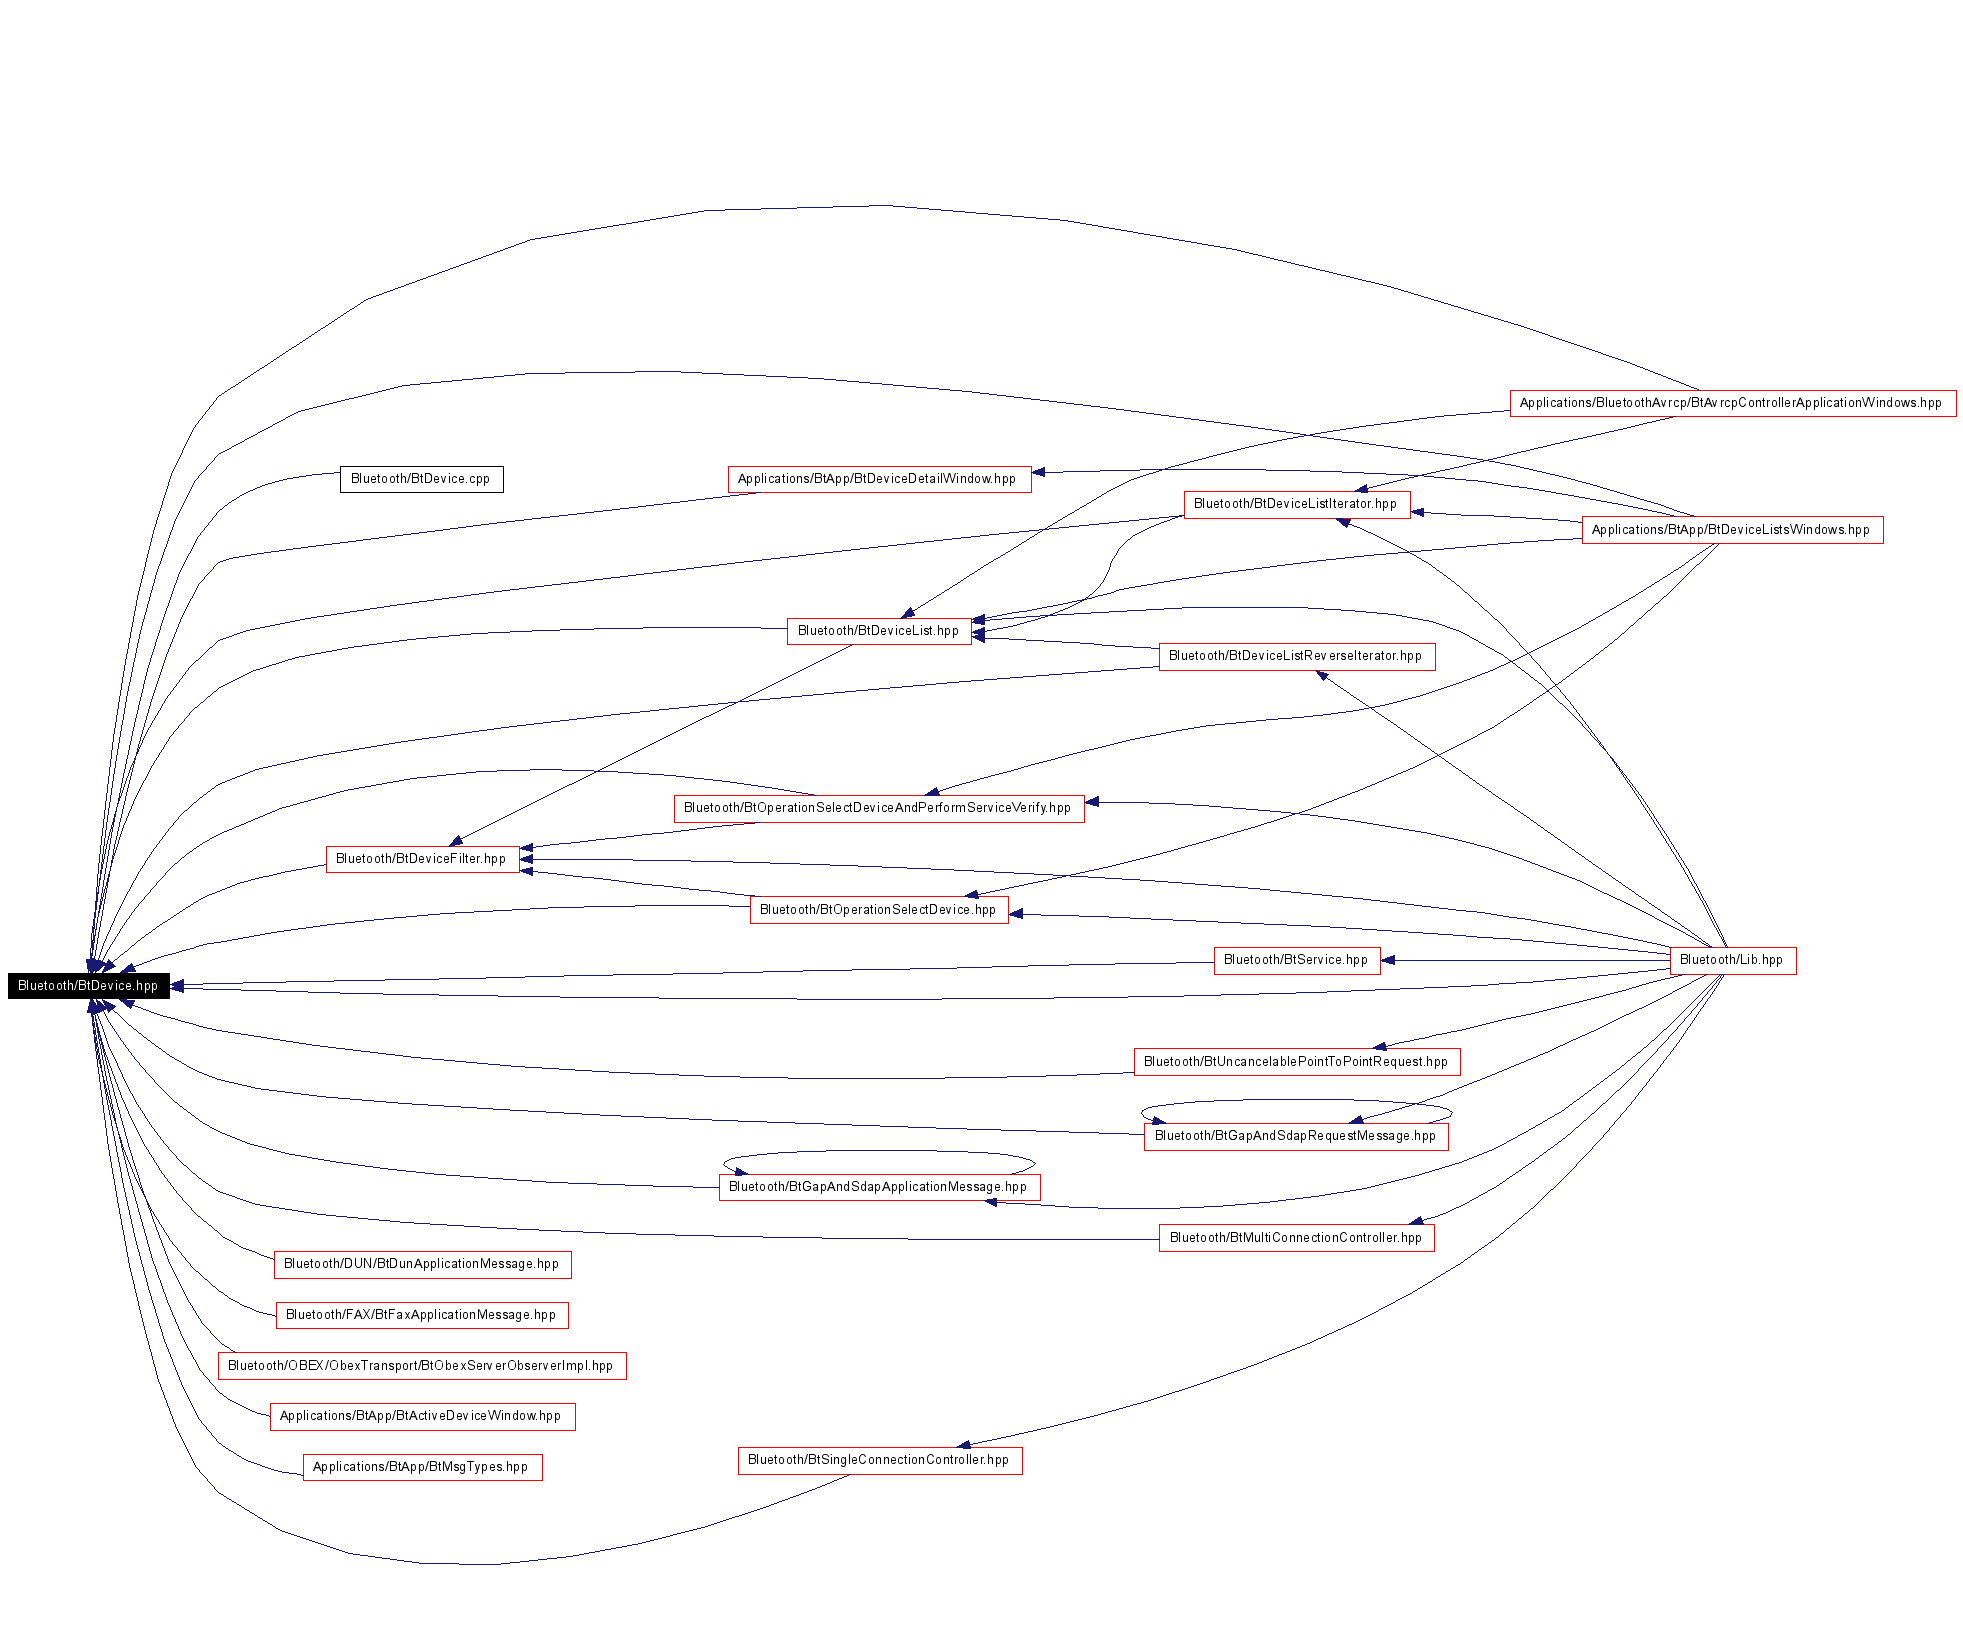 Applications/BluetoothAvrcp/BtAvrcpControllerApplicationWindows.hpp
Bluetooth/BtDevice.cpp
Applications/BtApp/BtDeviceDetailWindow.hpp
Bluetooth/BtDeviceListIterator.hpp
Applications/BtApp/BtDeviceListsWindows.hpp
Bluetooth/BtDeviceList.hpp
Bluetooth/BtDeviceListReverseIterator.hpp
Bluetooth/BtOperationSelectDeviceAndPerformServiceVerify.hpp
Bluetooth/BtDeviceFilter.hpp
Bluetooth/BtOperationSelectDevice.hpp
Bluetooth/BtService.hpp
Bluetooth/Lib.hpp
Bluetooth/BtDevice.hpp
Bluetooth/BtUncancelablePointToPointRequest.hpp
Bluetooth/BtGapAndSdapRequestMessage.hpp
Bluetooth/BtGapAndSdapApplicationMessage.hpp
Bluetooth/BtMultiConnectionController.hpp
Bluetooth/DUN/BtDunApplicationMessage.hpp
Bluetooth/FAX/BtFaxApplicationMessage.hpp
Bluetooth/OBEX/ObexTransport/BtObexServerObserverImpl.hpp
Applications/BtApp/BtActiveDeviceWindow.hpp
Bluetooth/BtSingleConnectionController.hpp
Applications/BtApp/BtMsgTypes.hpp